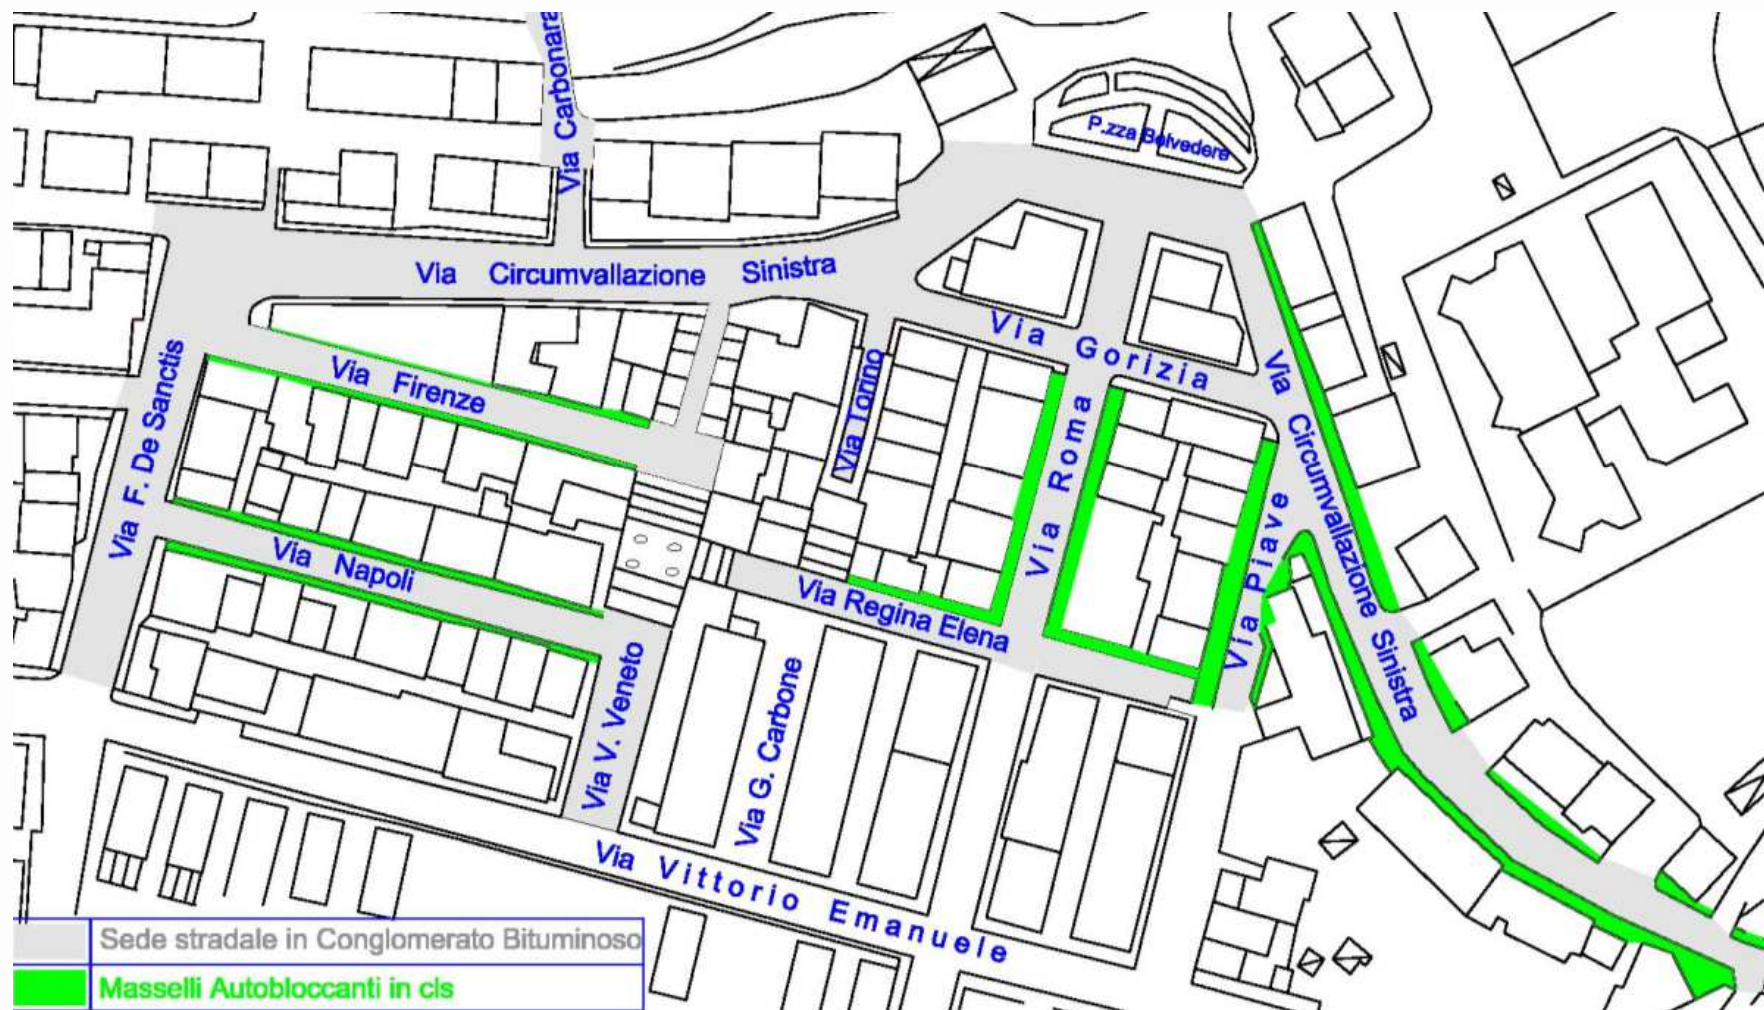 Via Carbonara
P.zza Belvedere
Via Circumvallazione Sinistra
Via Gorizia
Via Firenze
Via F. De Sanctis
Via Torino
Via Roma
Via Circumvallazione Sinistra
Via Piave
Via Napoli
Via Regina Elena
Via V. Veneto
Via G. Carbone
Via Vittorio Emanuele
Sede stradale in Conglomerato Bituminoso
Masselli Autobloccanti in cls